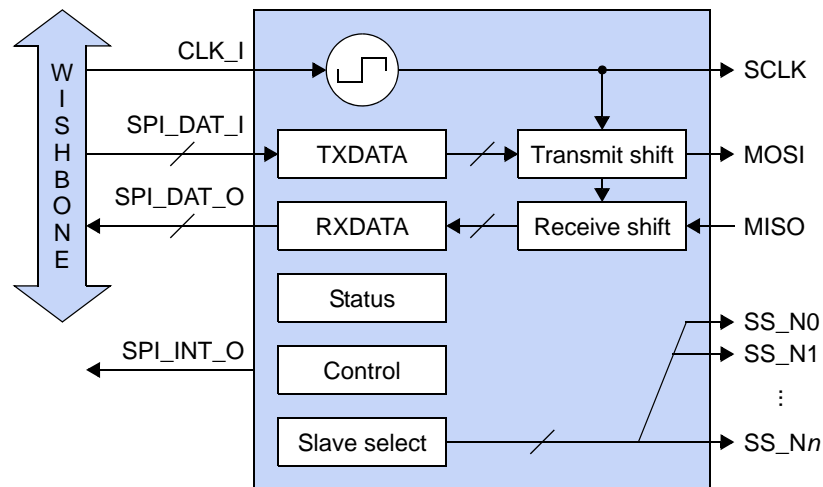 WISHBONE
CLK_I
SCLK
SPI_DAT_I
TXDATA
Transmit shift
MOSI
SPI_DAT_O
RXDATA
Receive shift
MISO
Status
SS_N0
SPI_INT_O
Control
SS_N1
...
Slave select
SS_Nn